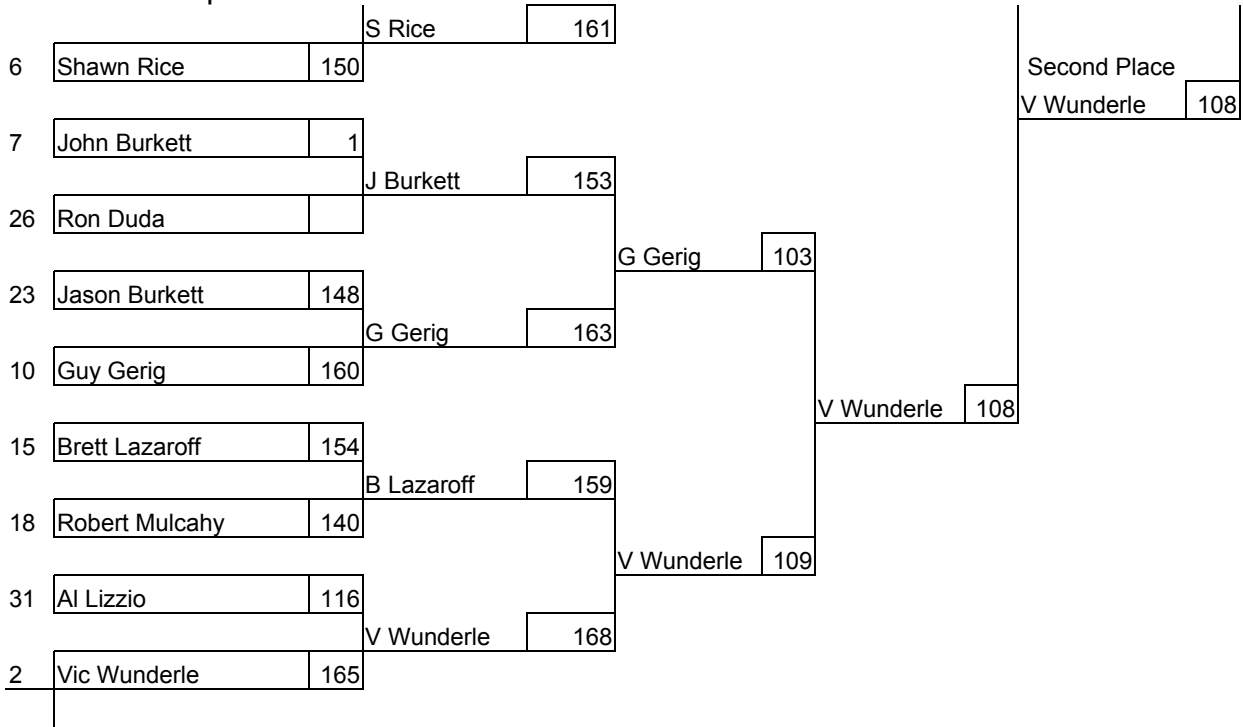 S Rice 161
6 Shawn Rice 150 Second Place
V Wunderle 108
7 John Burkett 1
J Burkett 153
26 Ron Duda
G Gerig 103
23 Jason Burkett 148
G Gerig 163
10 Guy Gerig 160
V Wunderle 108
15 Brett Lazaroff 154
B Lazaroff 159
18 Robert Mulcahy 140
V Wunderle 109
31 Al Lizzio 116
V Wunderle 168
2 Vic Wunderle 165